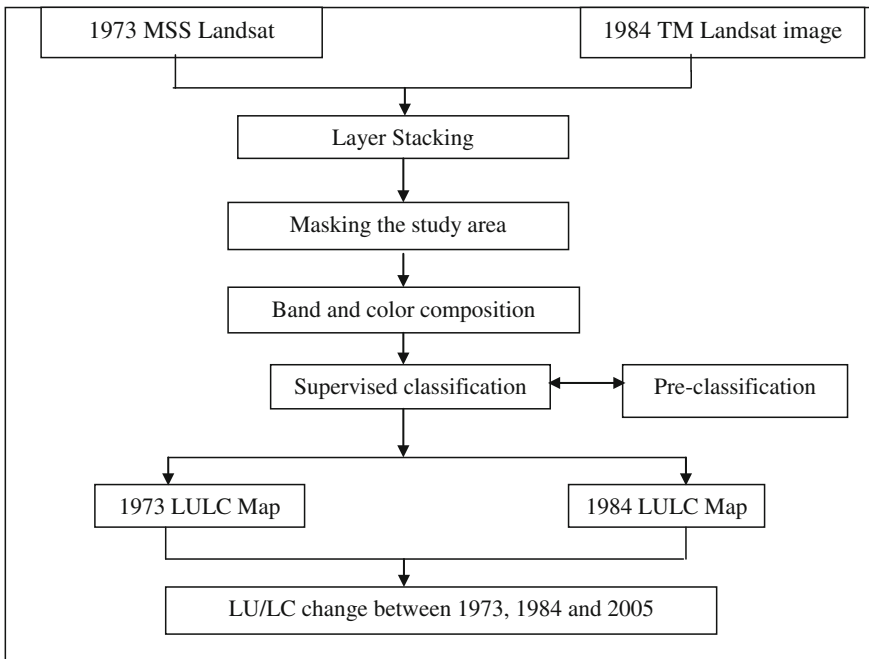 1973 MSS Landsat
1984 TM Landsat image
Layer Stacking
Masking the study area
Band and color composition
Supervised classification
Pre-classification
1973 LULC Map
1984 LULC Map
LU/LC change between 1973, 1984 and 2005